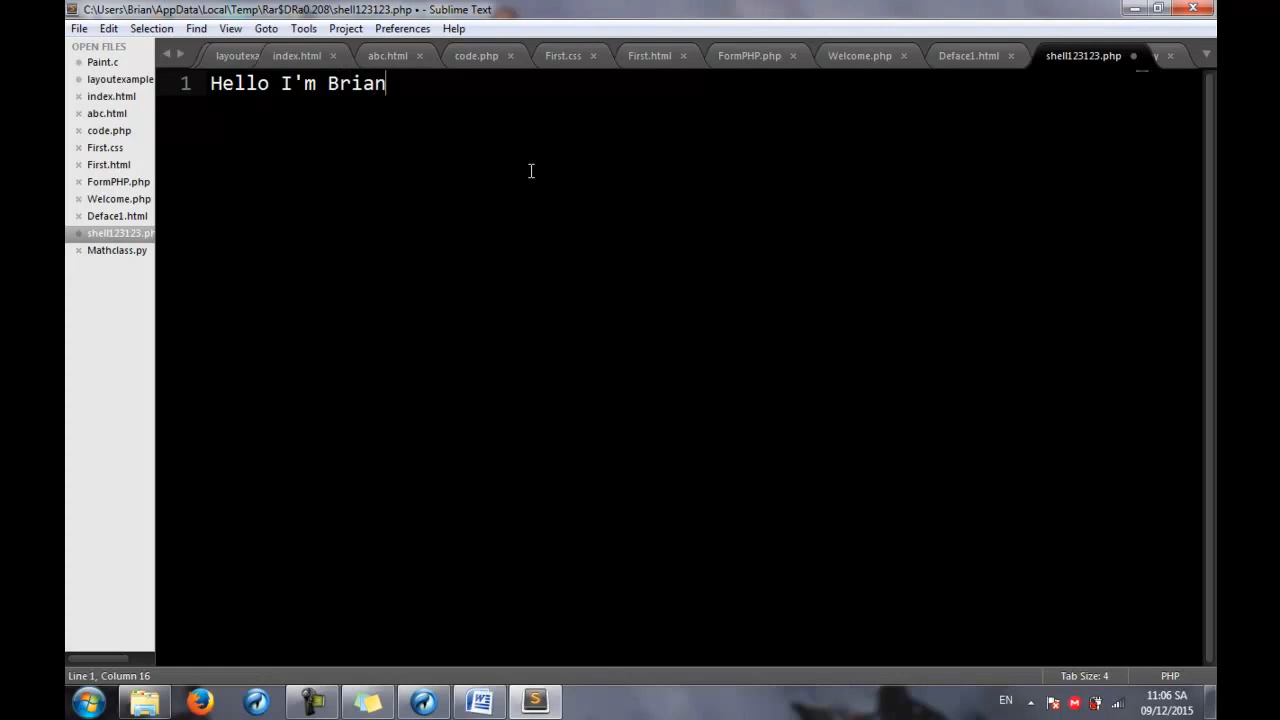 C:\Users\Brian\AppData\Local\Temp\Rar$DRa0.208\shell123123.php • - Sublime Text
File Edit Selection Find View Goto Tools Project Preferences Help
OPEN FILES
Paint.c
layoutexample
index.html
abc.html
code.php
First.css
First.html
FormPHP.php
Welcome.php
Deface1.html
shell123123.ph
Mathclass.py
layoutexa index.html abc.html code.php First.css First.html FormPHP.php Welcome.php Deface1.html shell123123.php y
1 Hello I'm Brian
Line 1, Column 16 Tab Size: 4 PHP
EN 11:06 SA
09/12/2015